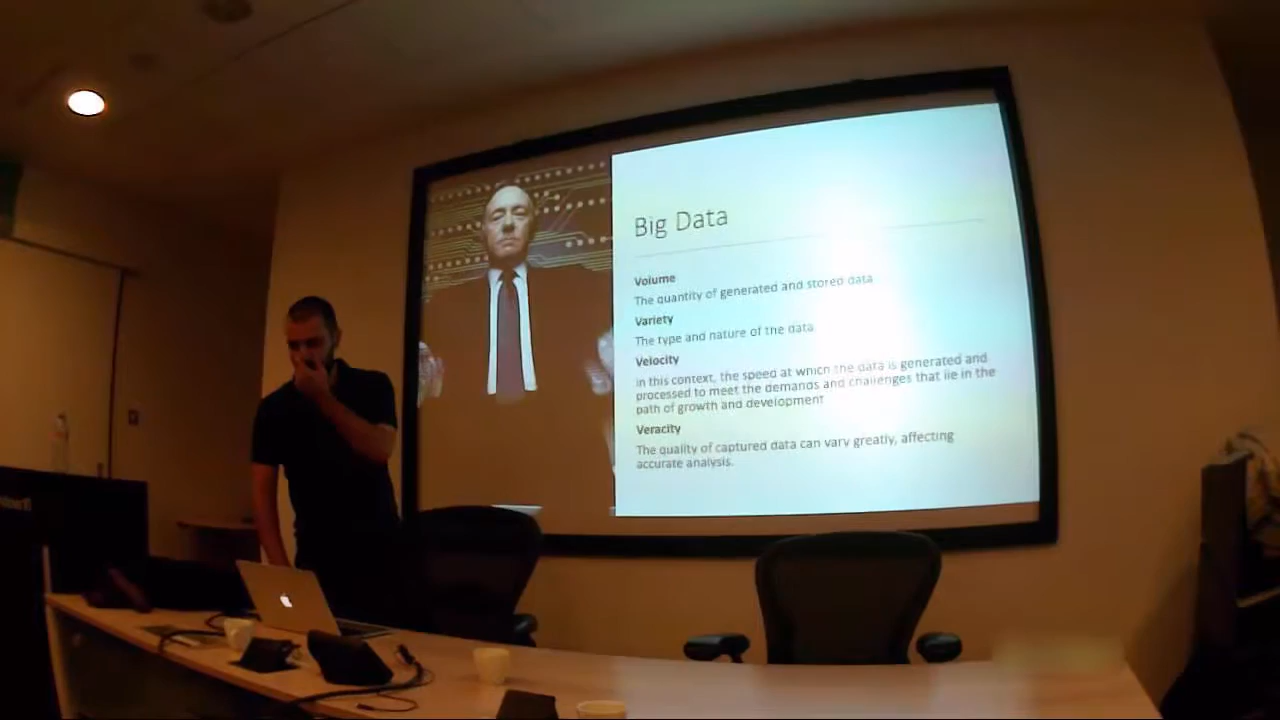 Big Data
Volume
The quantity of generated and stored data
Variety
The type and nature of the data
Velocity
in this context, the speed at which the data is generated and
processed to meet the demands and challenges that lie in the
path of growth and development
Veracity
The quality of captured data can vary greatly, affecting
accurate analysis.